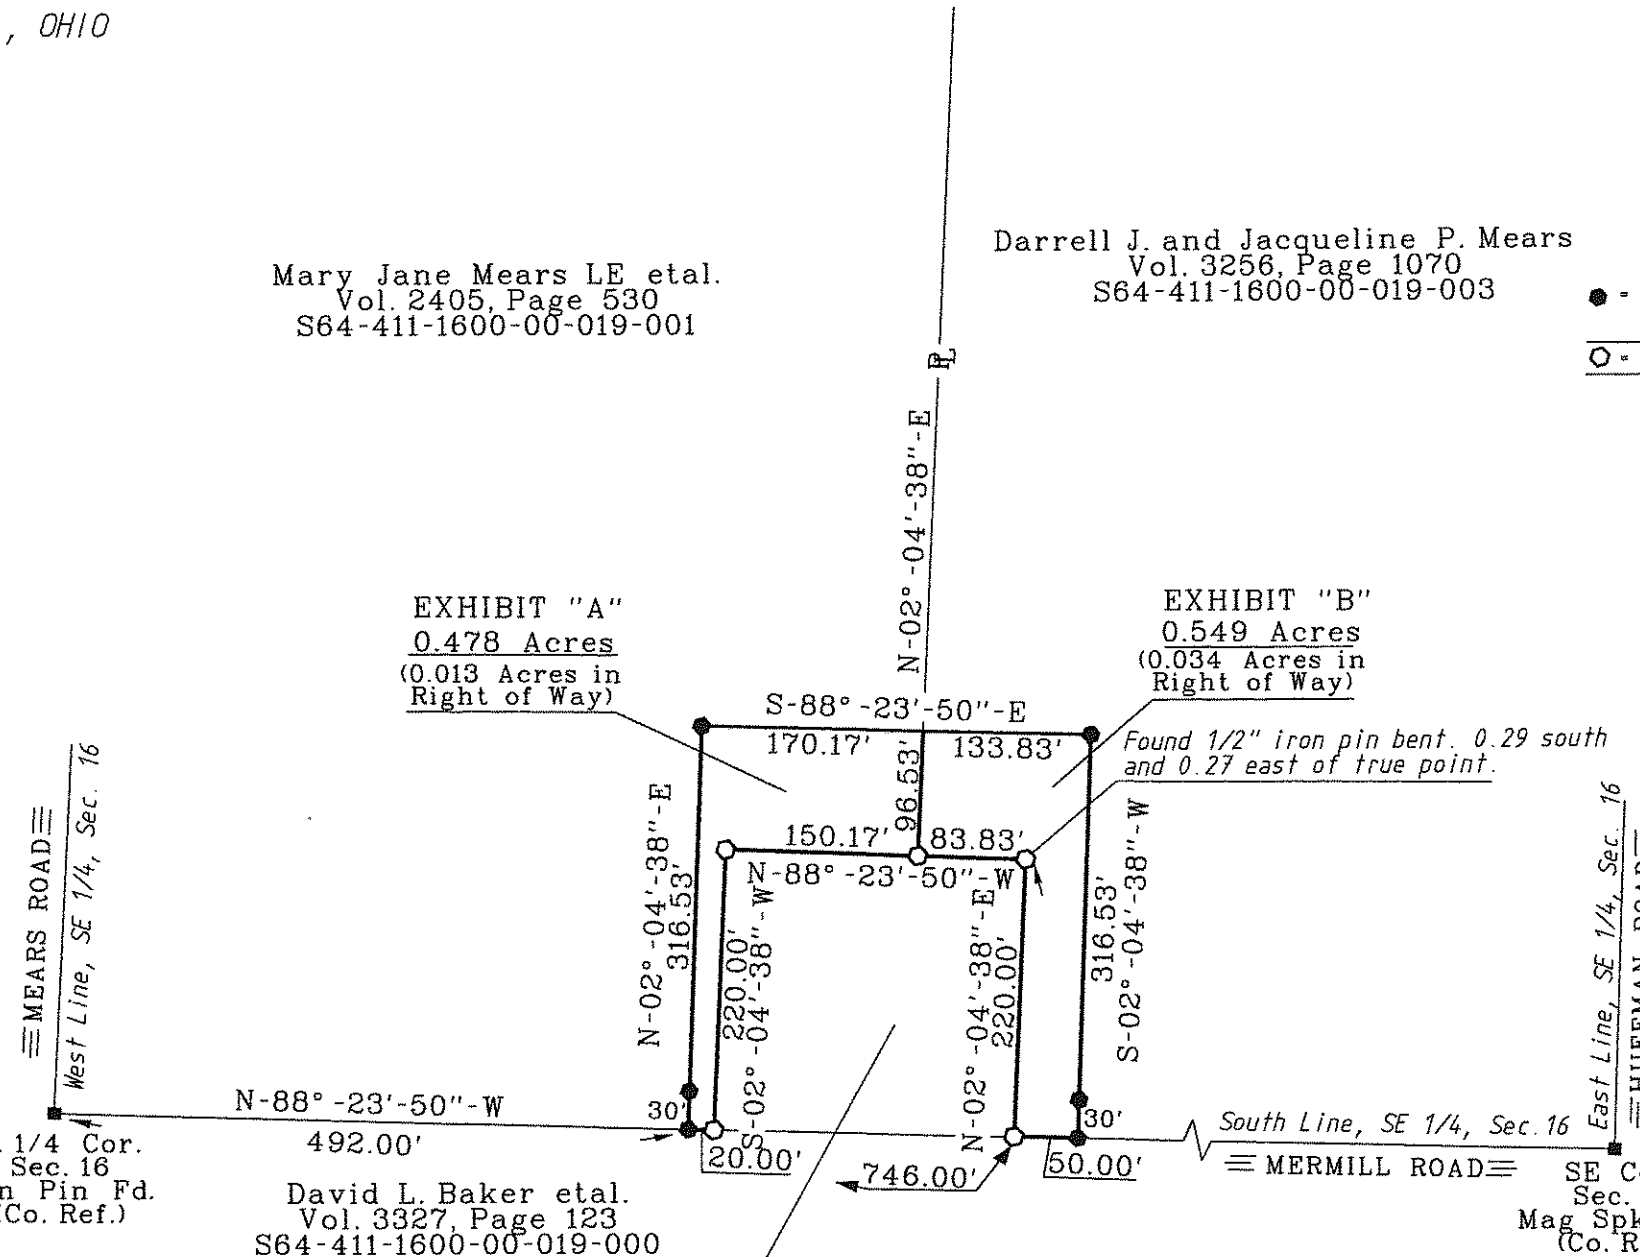 , OHIO
Mary Jane Mears LE etal.
Vol. 2405, Page 530
S64-411-1600-00-019-001
Darrell J. and Jacqueline P. Mears
Vol. 3256, Page 1070
S64-411-1600-00-019-003
PL
N-02°-04'-38"-E
EXHIBIT "A"
0.478 Acres
(0.013 Acres in
Right of Way)
EXHIBIT "B"
0.549 Acres
(0.034 Acres in
Right of Way)
S-88°-23'-50"-E
170.17'
133.83'
96.53'
Found 1/2" iron pin bent. 0.29 south
and 0.27 east of true point.
150.17'
83.83'
N-88°-23'-50"-W
N-02°-04'-38"-E
316.53'
220.00'
S-02°-04'-38"-W
N-02°-04'-38"-E
220.00'
316.53'
S-02°-04'-38"-W
MEARS ROAD
West Line, SE 1/4, Sec. 16
East Line, SE 1/4, Sec. 16
HUFFMAN ROAD
N-88°-23'-50"-W
492.00'
30'
20.00'
746.00'
50.00'
30'
South Line, SE 1/4, Sec. 16
MERMILL ROAD
1/4 Cor.
Sec. 16
Pin Fd.
(Co. Ref.)
David L. Baker etal.
Vol. 3327, Page 123
S64-411-1600-00-019-000
SE
Sec.
Mag Spk
(Co.